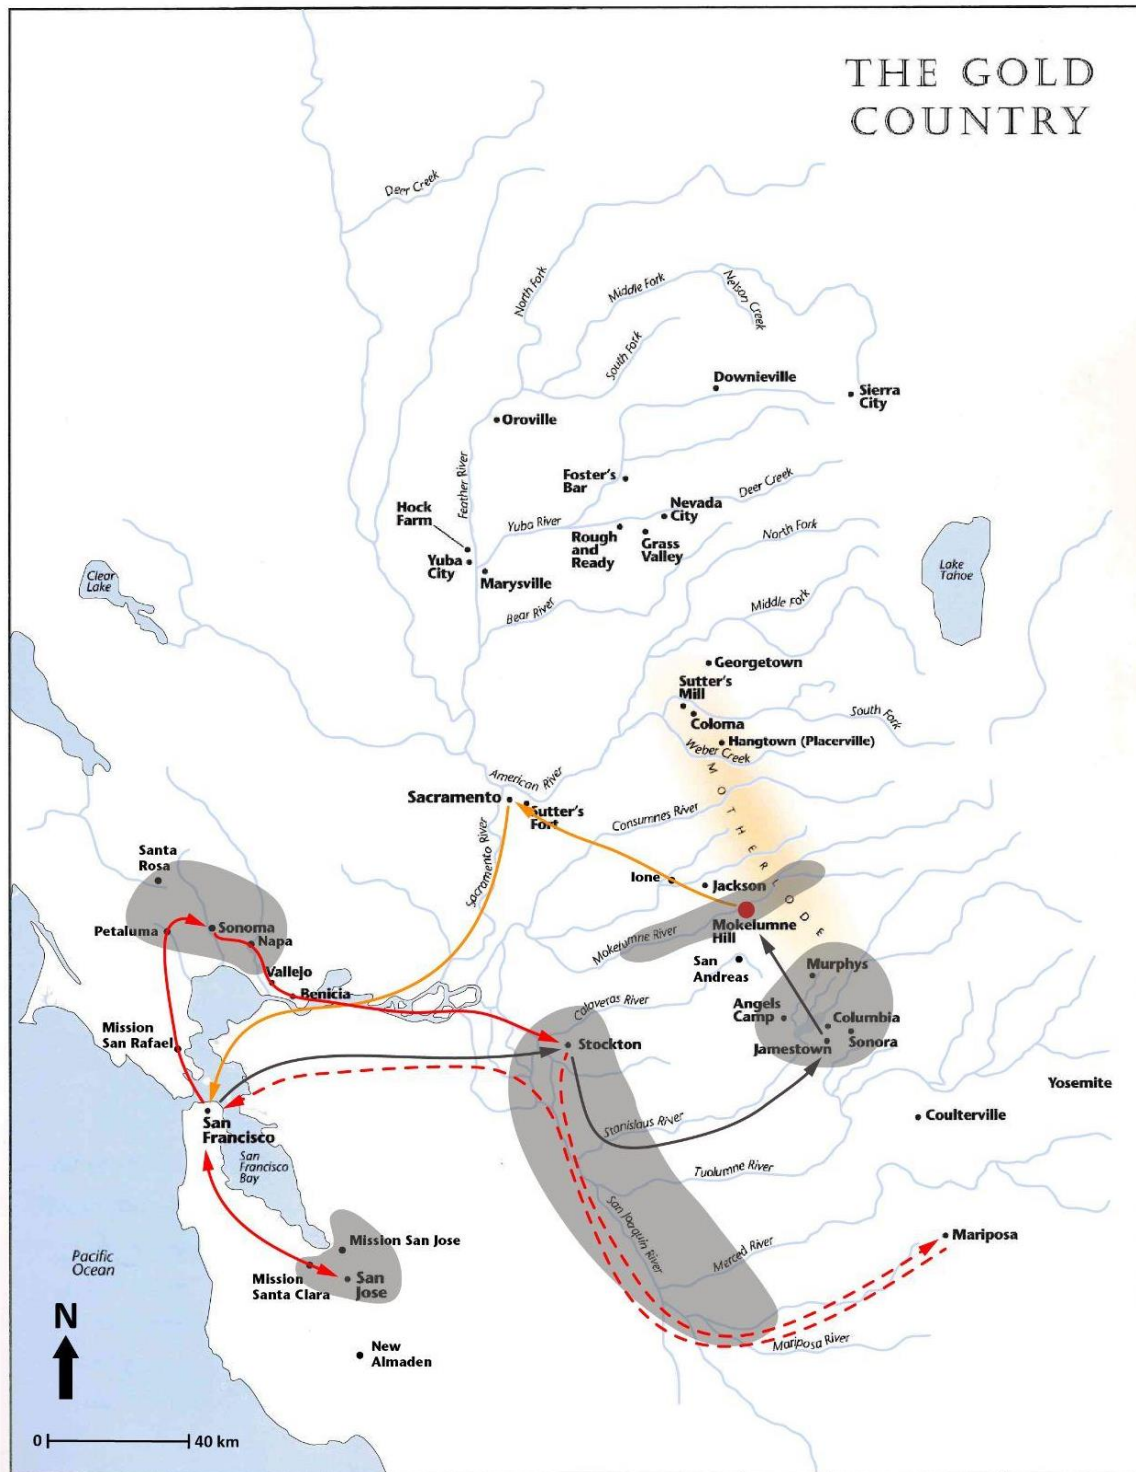 THE GOLD
COUNTRY
Deer Creek
North Fork
Middle Fork
Nelson Creek
South Fork
Downieville
Sierra
City
Oroville
Feather River
Foster's
Bar
Deer Creek
Nevada
City
Hock
Farm
Yuba River
Rough
and
Ready
Grass
Valley
North Fork
Yuba
City
Marysville
Clear
Lake
Lake
Tahoe
Bear River
Middle Fork
Georgetown
Sutter's
Mill
Coloma
South Fork
Hangtown (Placerville)
Weber Creek
MOTHER LODE
American River
Sacramento
Sutter's
Fort
Consumnes River
Sacramento River
Santa
Rosa
Ione
Jackson
Petaluma
Sonoma
Napa
Mokelumne
Hill
Mokelumne River
San
Andreas
Murphys
Vallejo
Benicia
Calaveras River
Angels
Camp
Columbia
Mission
San Rafael
Stockton
Jamestown
Sonora
Yosemite
San
Francisco
Coulterville
Stanislaus River
San
Francisco
Bay
Tuolumne River
San Joaquin River
Mission San Jose
Merced River
Mariposa
Pacific
Ocean
Mission
Santa Clara
San
Jose
N
New
Almaden
Mariposa River
0
40 km